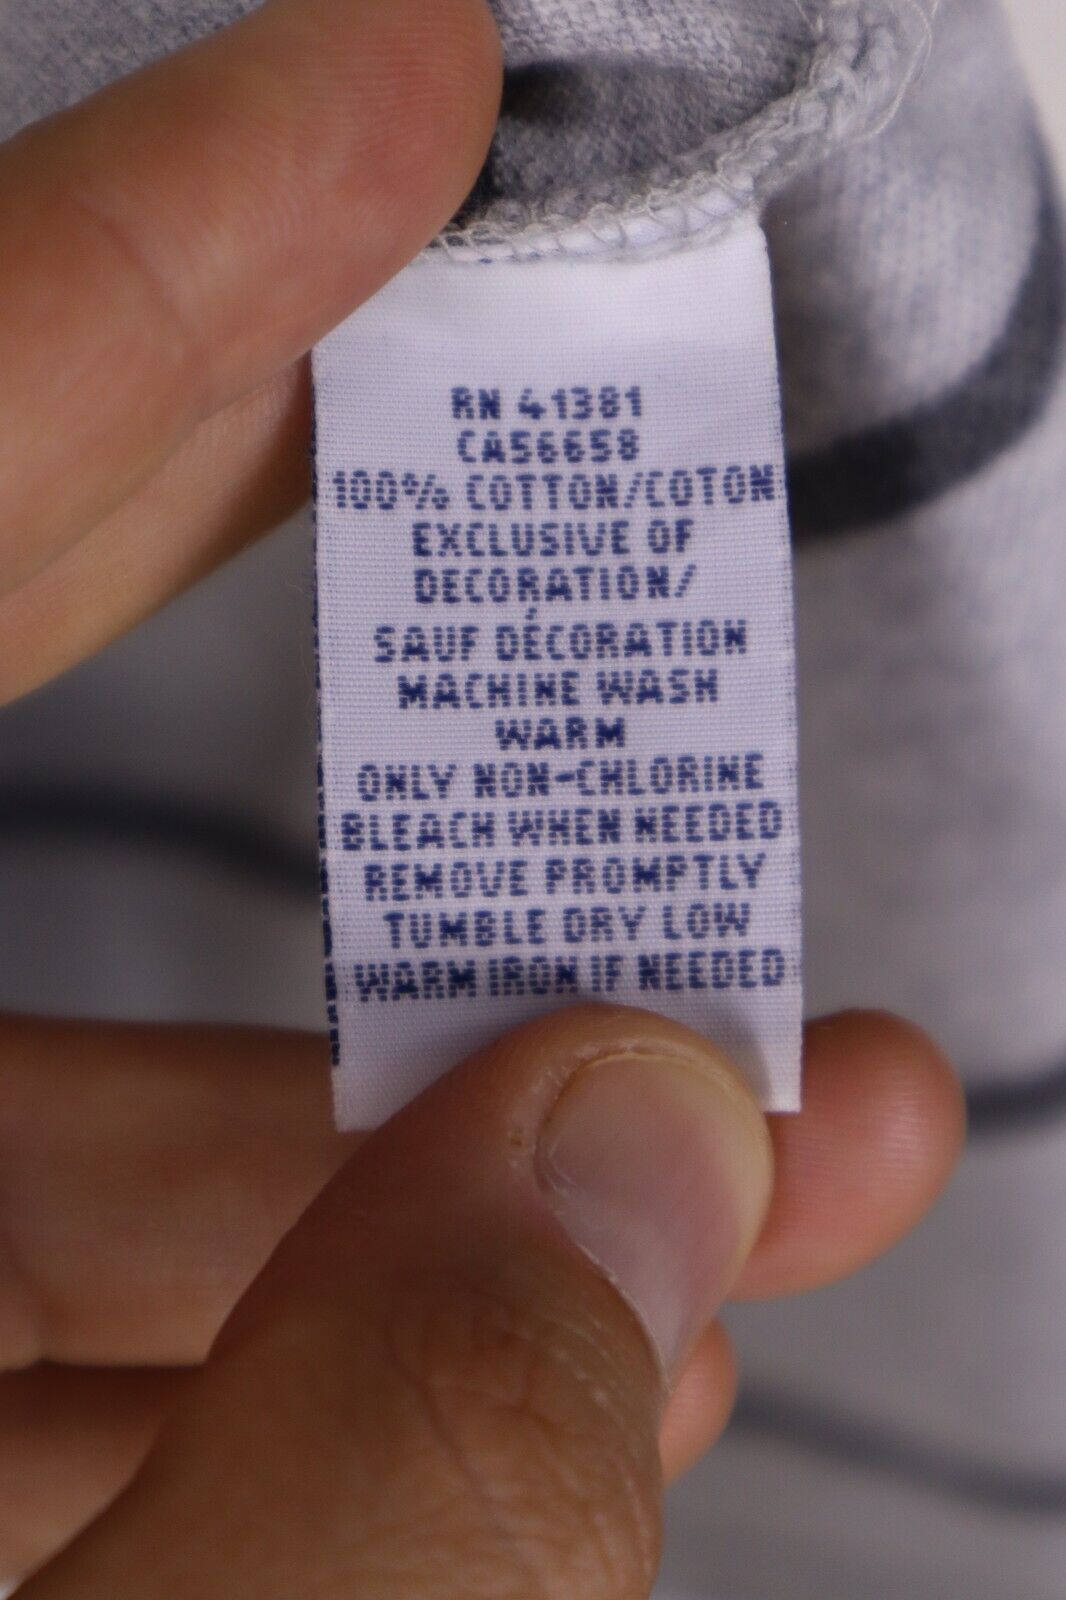 RN 41381
CA56658
100% COTTON/COTON
EXCLUSIVE OF
DECORATION/
SAUF DÉCORATION
MACHINE WASH
WARM
ONLY NON-CHLORINE
BLEACH WHEN NEEDED
REMOVE PROMPTLY
TUMBLE DRY LOW
WARM IRON IF NEEDED